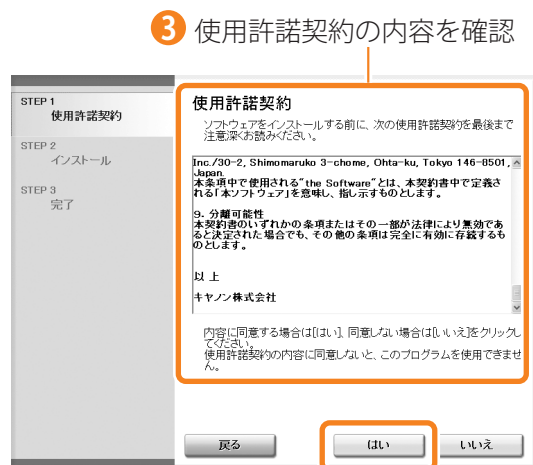 3 使用許諾契約の内容を確認
STEP 1
使用許諾契約
STEP 2
インストール
STEP 3
完了
使用許諾契約
ソフトウェアをインストールする前に、次の使用許諾契約を最後まで
注意深くお読みください。
Inc./30-2, Shimomaruko 3-chome, Ohta-ku, Tokyo 146-8501,
Japan.
本条項中で使用される"the Software"とは、本契約書中で定義さ
れる「本ソフトウェア」を意味し、指し示すものとします。
9. 分離可能性
本契約書のいずれかの条項またはその一部が法律により無効であ
ると決定された場合でも、その他の条項は完全に有効に存続するも
のとします。
以 上
キヤノン株式会社
内容に同意する場合は[はい]、同意しない場合は[いいえ]をクリックし
てください。
使用許諾契約の内容に同意しないと、このプログラムを使用できませ
ん。
戻る
はい
いいえ